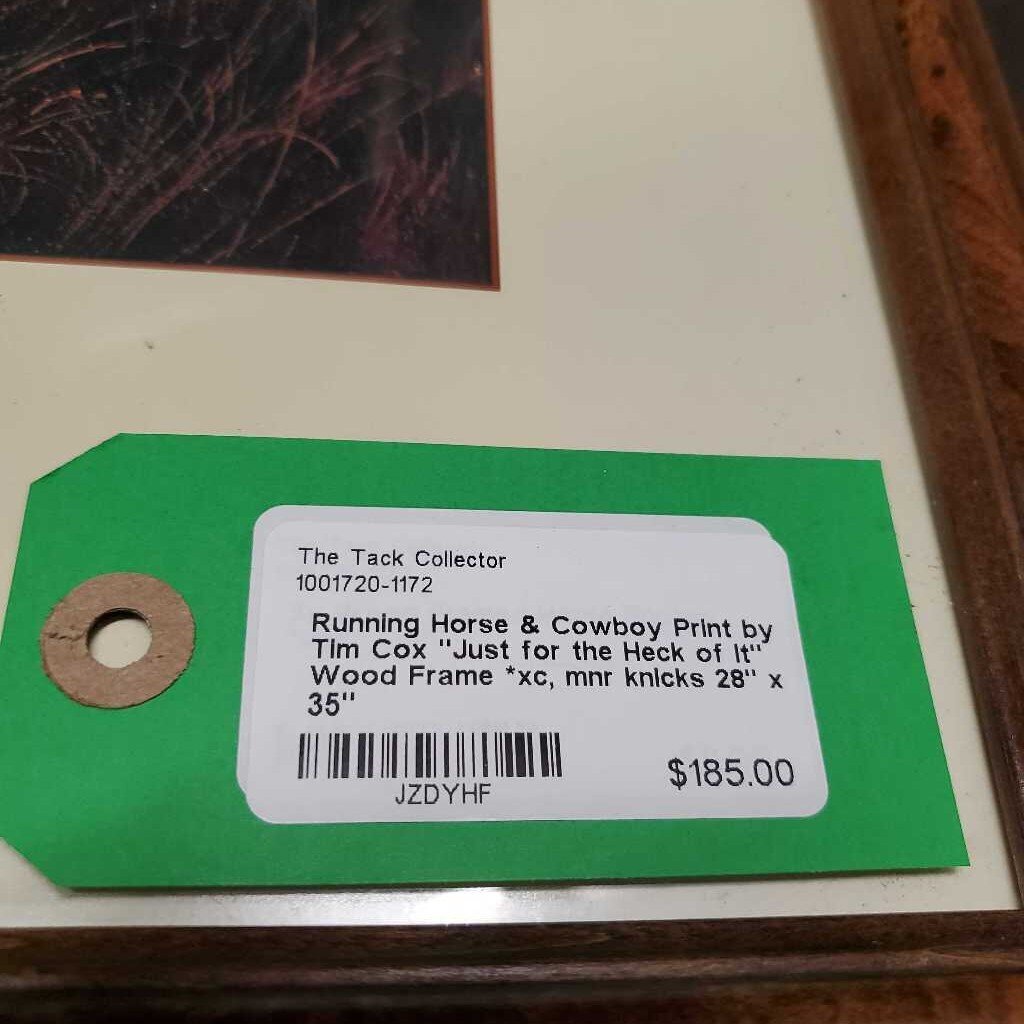 The Tack Collector
1001720-1172
Running Horse & Cowboy Print by
Tim Cox "Just for the Heck of It"
Wood Frame *xc, mnr knicks 28" x
35"
JZDYHF
$185.00